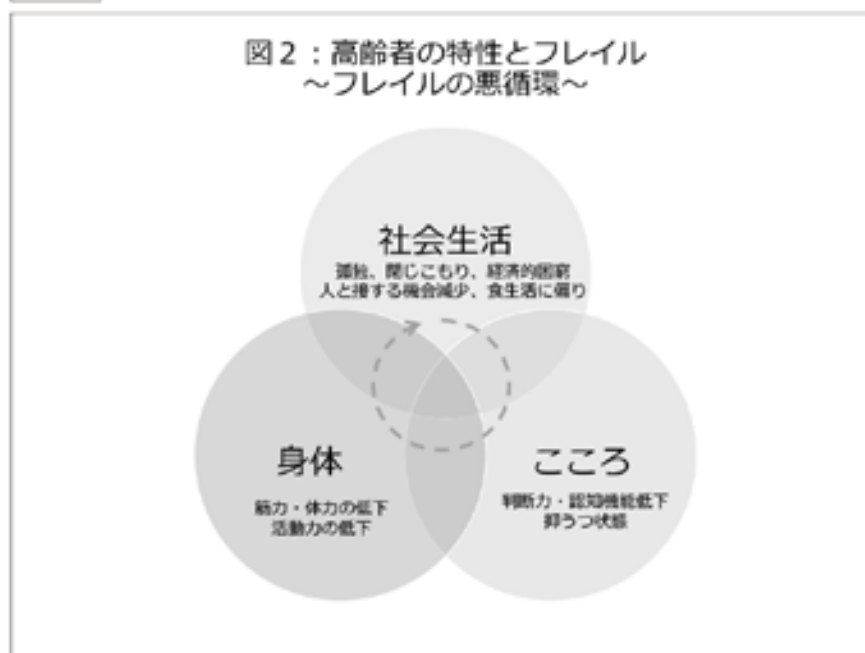 図２：高齢者の特性とフレイル
～フレイルの悪循環～
社会生活
孤独、閉じこもり、経済的困窮
人と接する機会減少、食生活に偏り
身体
筋力・体力の低下
活動力の低下
こころ
判断力・認知機能低下
抑うつ状態